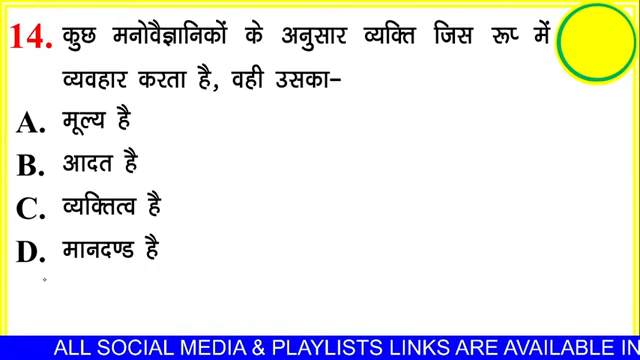 14. कुछ मनोवैज्ञानिकों के अनुसार व्यक्ति जिस रूप में
व्यवहार करता है, वही उसका–
A. मूल्य है
B. आदत है
C. व्यक्तित्व है
D. मानदण्ड है
ALL SOCIAL MEDIA & PLAYLISTS LINKS ARE AVAILABLE IN